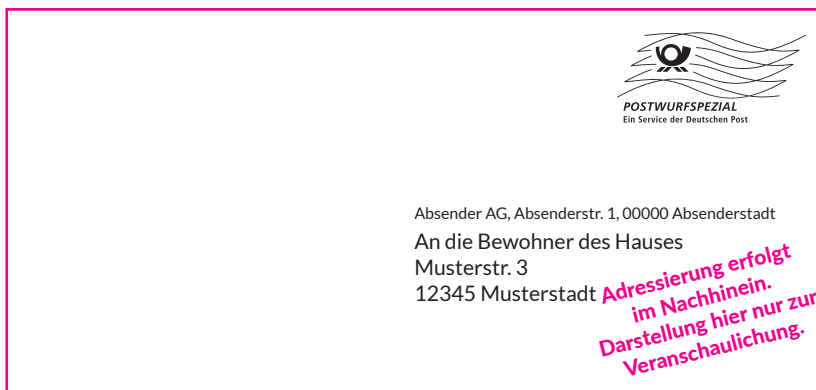 POSTWURFSPEZIAL
Ein Service der Deutschen Post
Absender AG, Absenderstr. 1, 00000 Absenderstadt
An die Bewohner des Hauses
Musterstr. 3
12345 Musterstadt
Adressierung erfolgt
im Nachhinein.
Darstellung hier nur zur
Veranschaulichung.